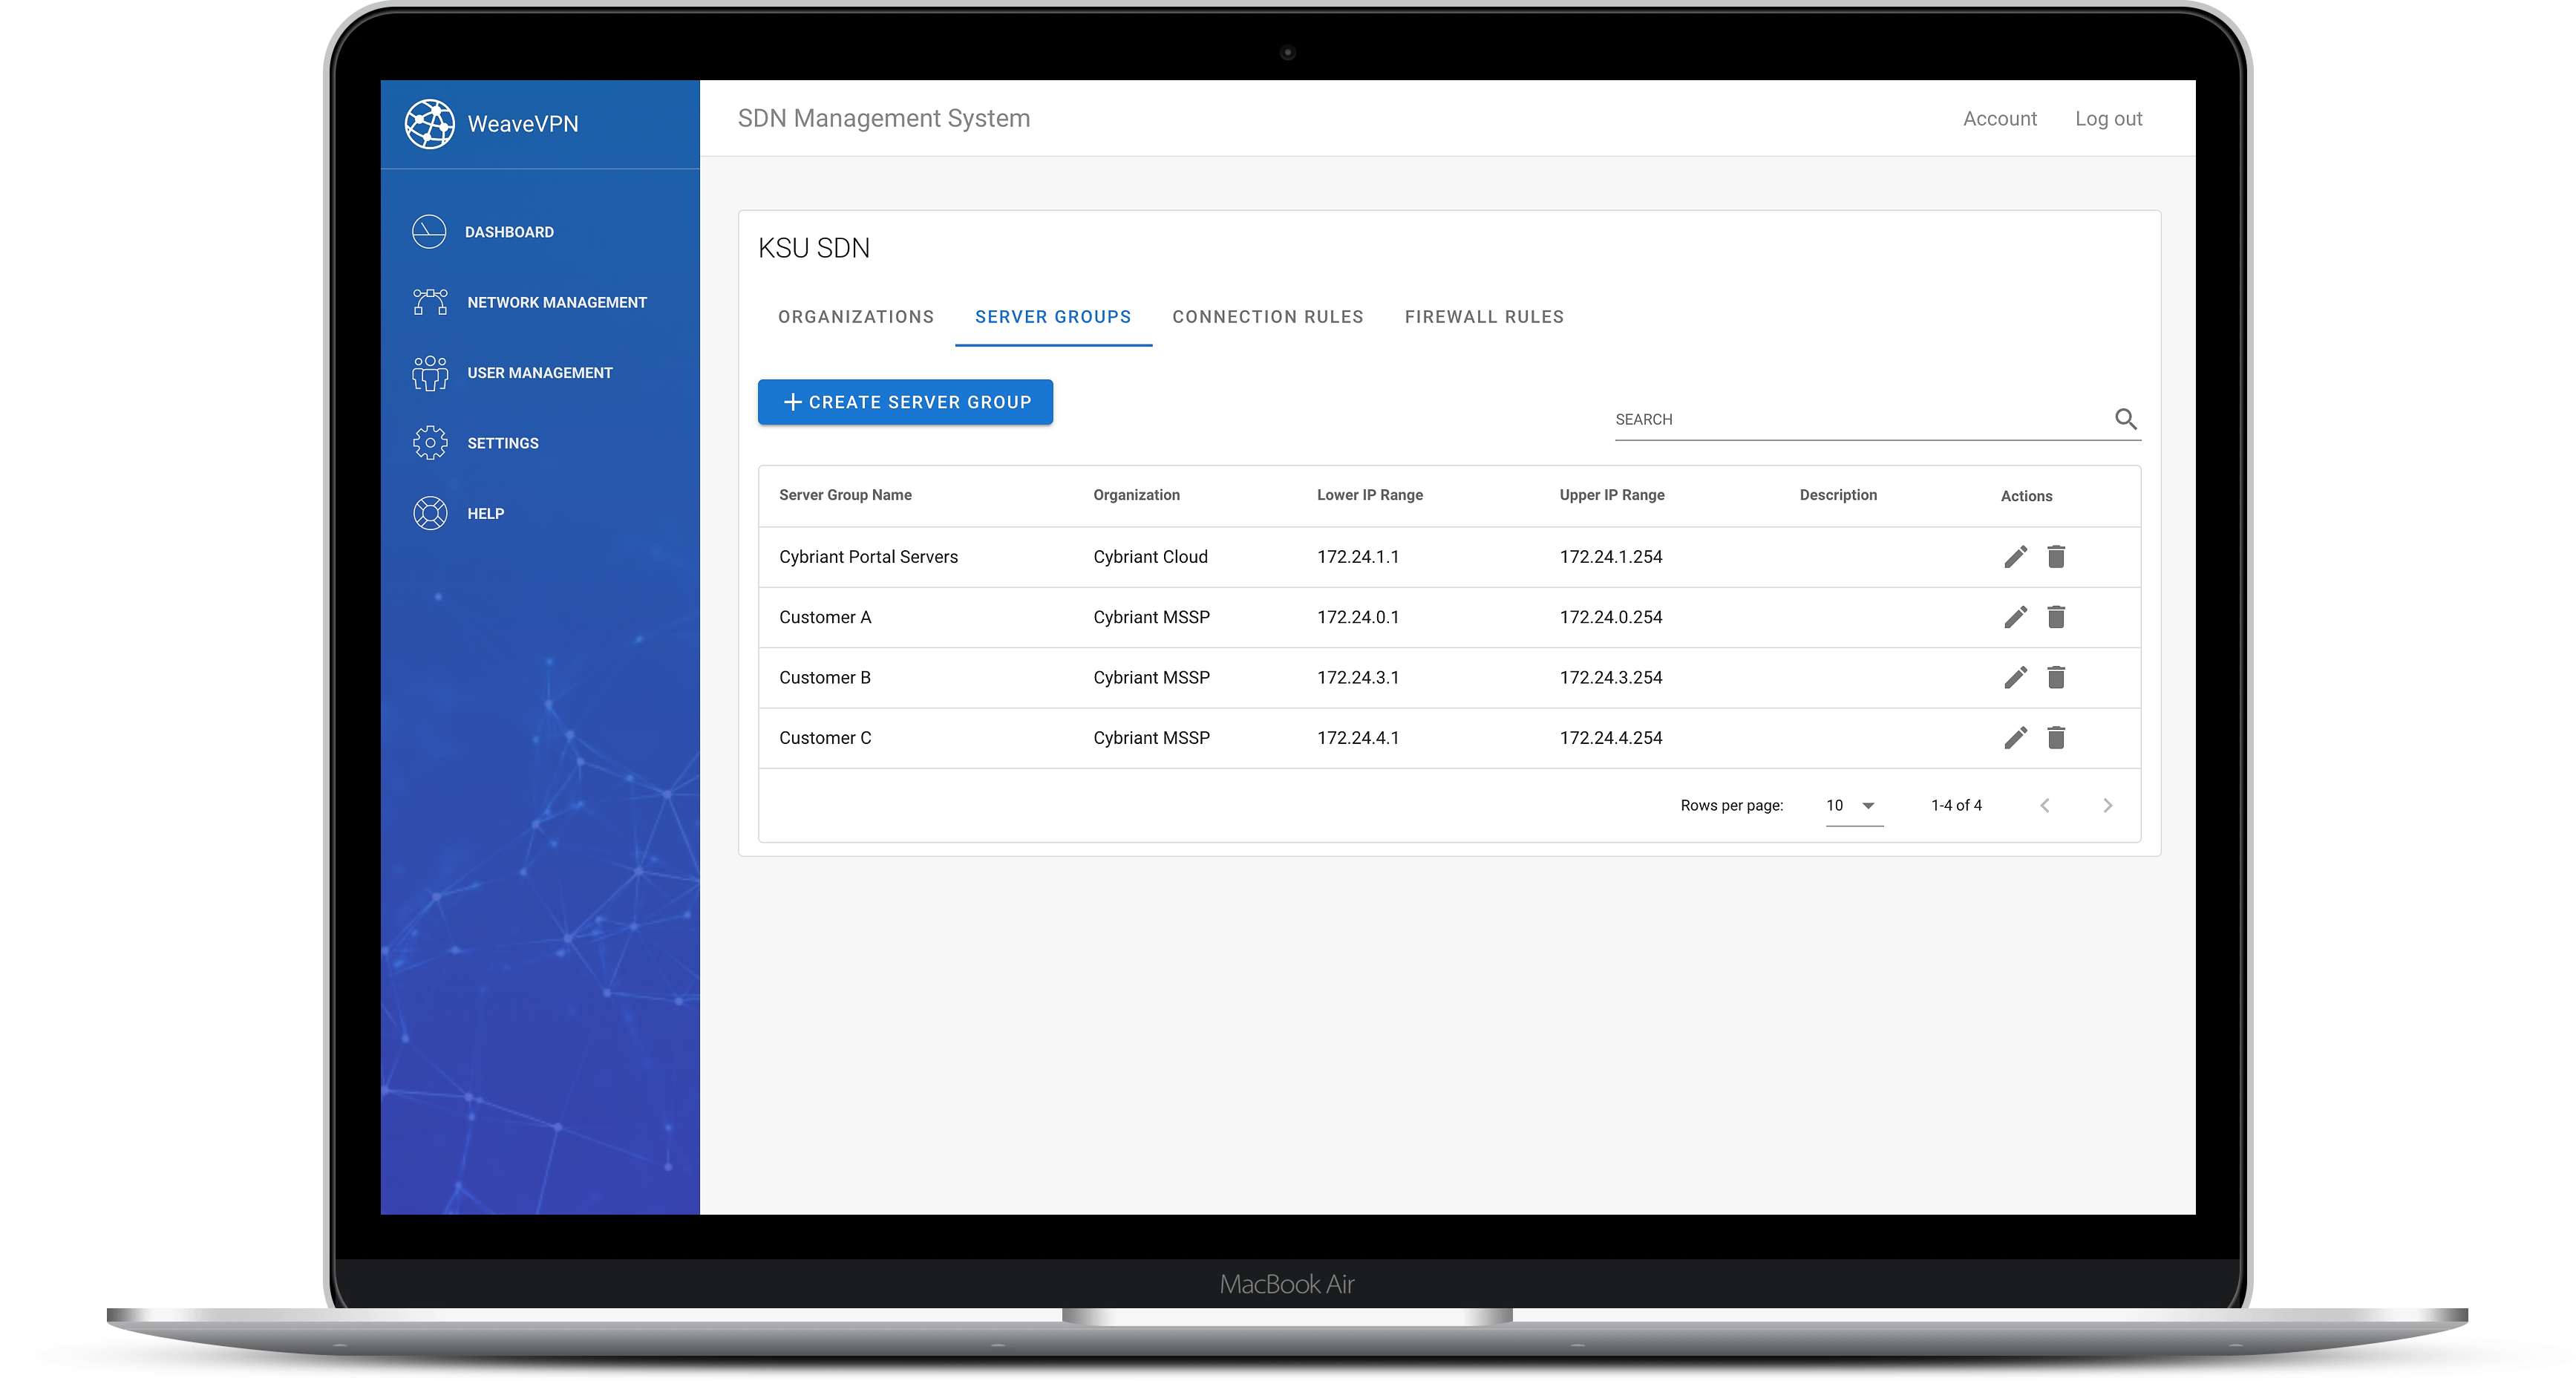 WeaveVPN
SDN Management System
Account
Log out
DASHBOARD
NETWORK MANAGEMENT
USER MANAGEMENT
SETTINGS
HELP
KSU SDN
ORGANIZATIONS SERVER GROUPS CONNECTION RULES FIREWALL RULES
CREATE SERVER GROUP
SEARCH
Server Group Name Organization Lower IP Range Upper IP Range Description Actions
Cybriant Portal Servers Cybriant Cloud 172.24.1.1 172.24.1.254
Customer A Cybriant MSSP 172.24.0.1 172.24.0.254
Customer B Cybriant MSSP 172.24.3.1 172.24.3.254
Customer C Cybriant MSSP 172.24.4.1 172.24.4.254
Rows per page: 10 1-4 of 4
MacBook Air